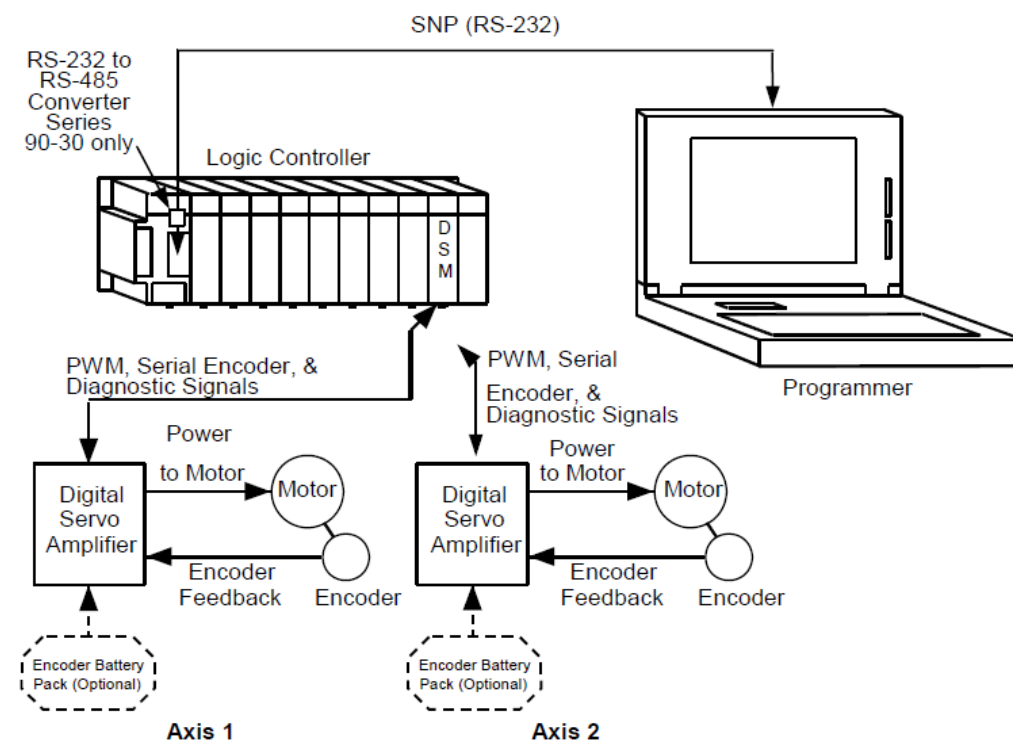 SNP (RS-232)
RS-232 to
RS-485
Converter
Series
90-30 only
Logic Controller
D
S
M
PWM, Serial Encoder, &
Diagnostic Signals
PWM, Serial
Encoder, &
Diagnostic Signals
Programmer
Power
to Motor
Motor
Digital
Servo
Amplifier
Encoder
Feedback
Encoder
Encoder Battery
Pack (Optional)
Axis 1
Power
to Motor
Motor
Digital
Servo
Amplifier
Encoder
Feedback
Encoder
Encoder Battery
Pack (Optional)
Axis 2